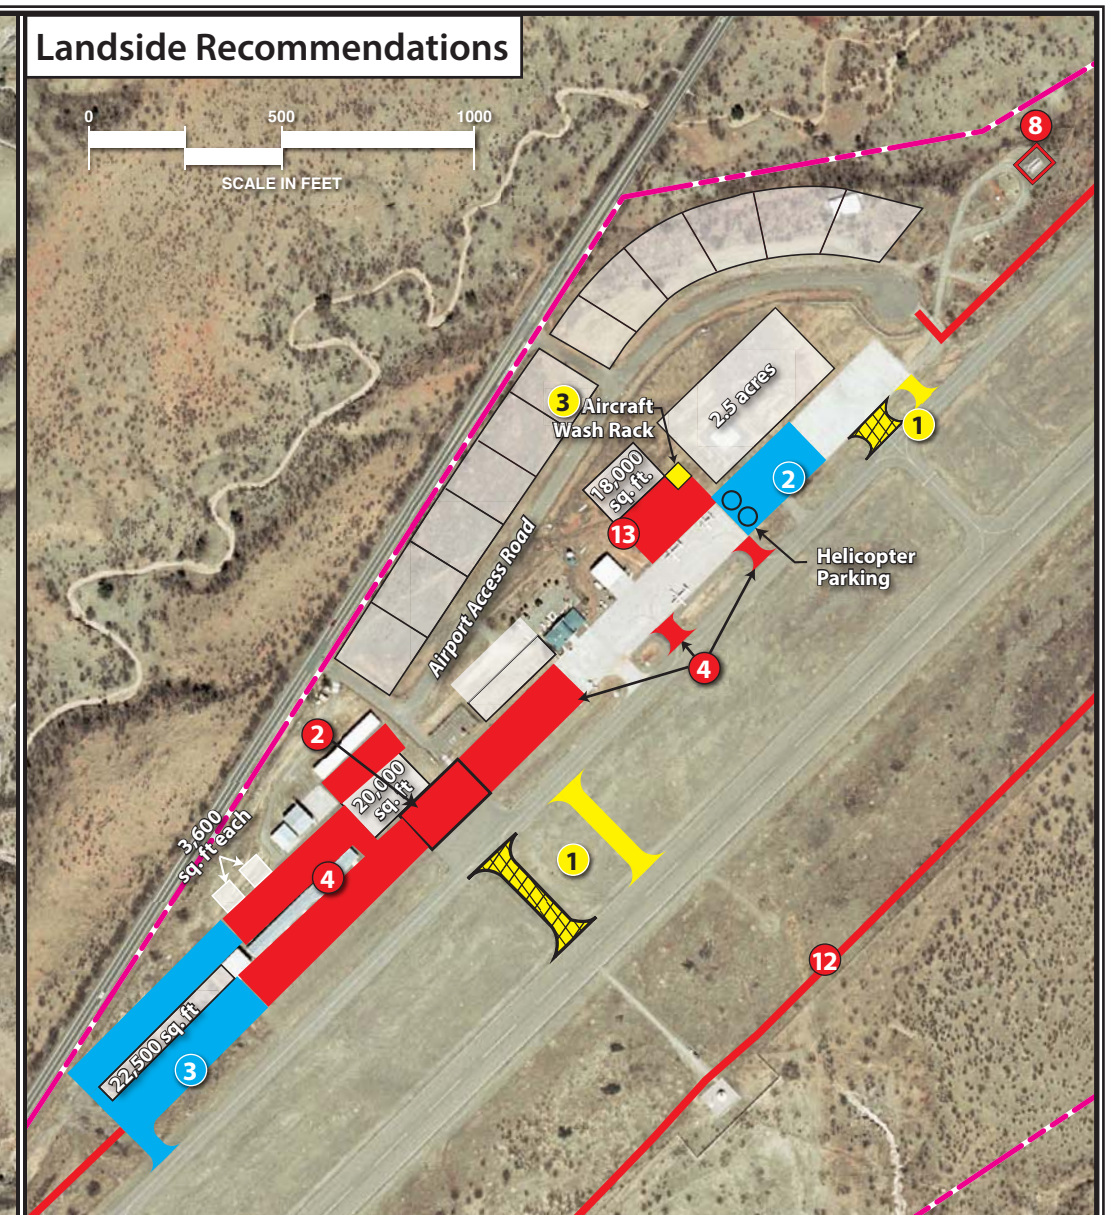 Landside Recommendations
0 500 1000
SCALE IN FEET
8
2.5 acres
3 Aircraft
Wash Rack
1
18,000
sq. ft.
2
13
Helicopter
Parking
Airport Access Road
4
2
20,000
sq. ft
3,600
sq. ft each
1
4
12
22,500 sq. ft
3